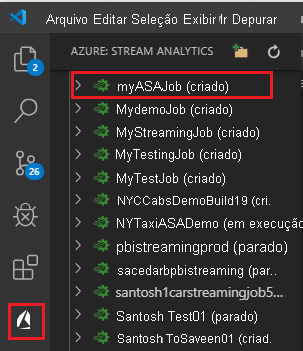 Arquivo Editar Seleção Exibir Ir Depurar
AZURE: STREAM ANALYTICS
2
myASAJob (criado)
MydemoJob (criado)
MyStreamingJob (criado)
MyTestingJob (criado)
26
MyTestJob (criado)
NYCCabsDemoBuild19 (cri.
NYTaxiASADemo (em execução
pbistreamingprod (parado)
sacedarbpbistreaming (par..
santosh1carstreamingjob5...
Santosh Test01 (parado)
Santosh ToSaveen01 (criad.